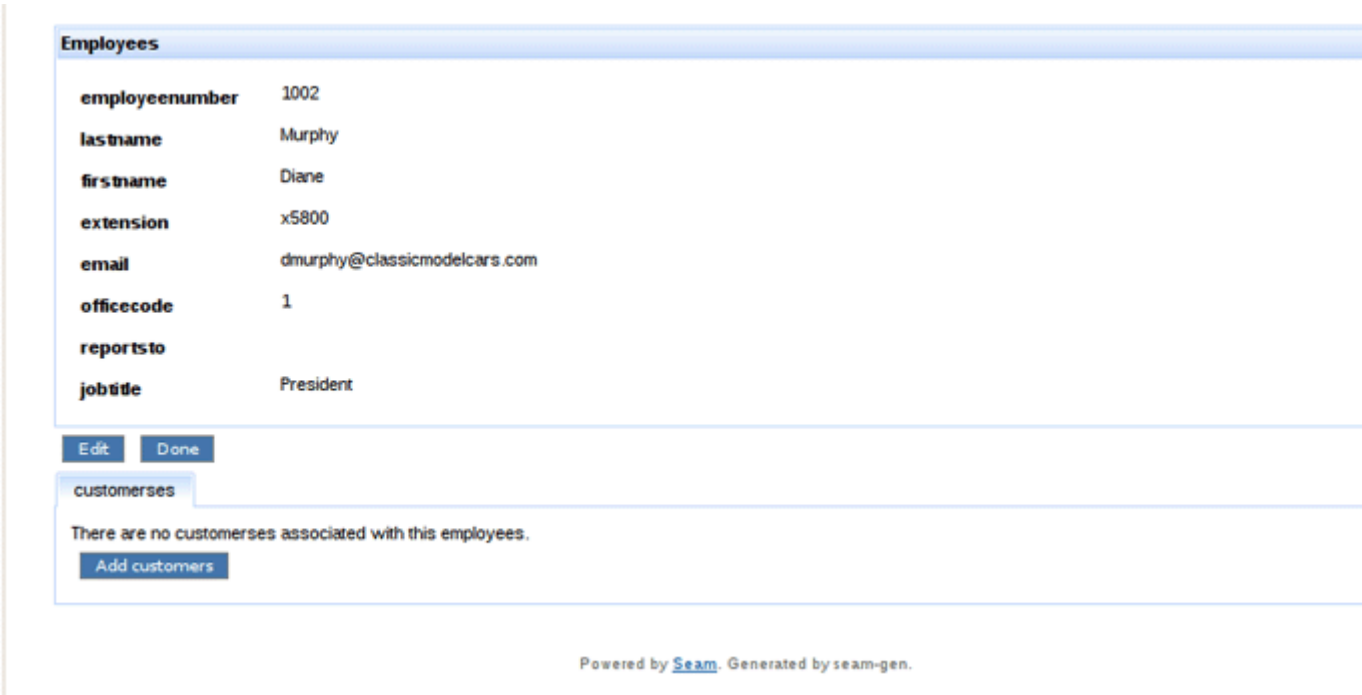 Employees
employeenumber 1002
lastname Murphy
firstname Diane
extension x5800
email dmurphy@classicmodelcars.com
officecode 1
reportsto
jobtitle President
Edit Done
customerses
There are no customerses associated with this employees.
Add customers
Powered by Seam. Generated by seam-gen.